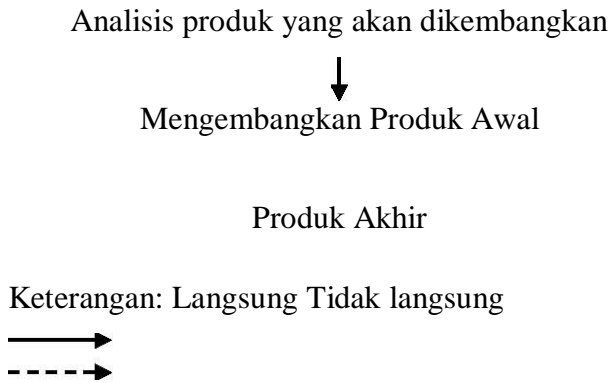 Analisis produk yang akan dikembangkan
Mengembangkan Produk Awal
Produk Akhir
Keterangan: Langsung Tidak langsung